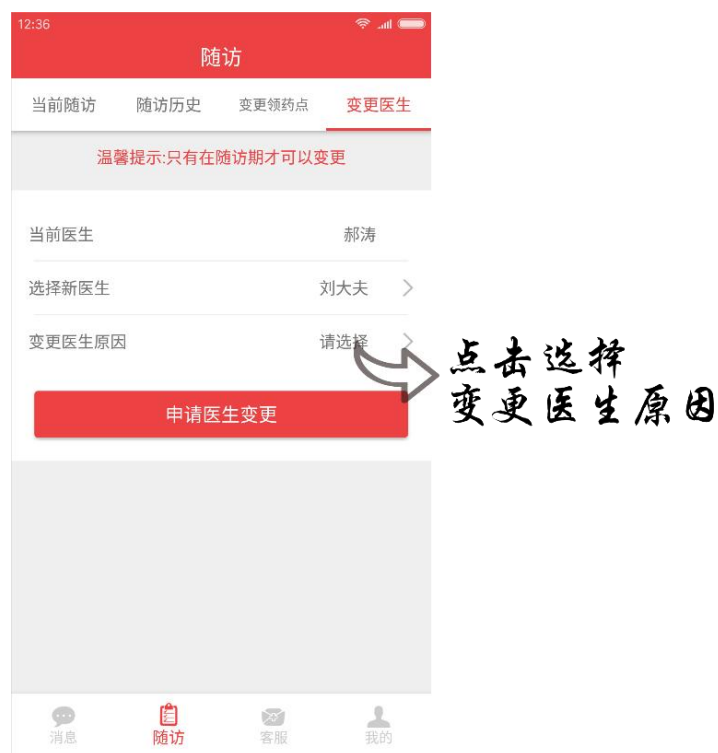 12:36
随访
当前随访 随访历史 变更领药点 变更医生
温馨提示:只有在随访期才可以变更
当前医生 郝涛
选择新医生 刘大夫
变更医生原因 请选择
点击选择
变更医生原因
申请医生变更
消息 随访 客服 我的